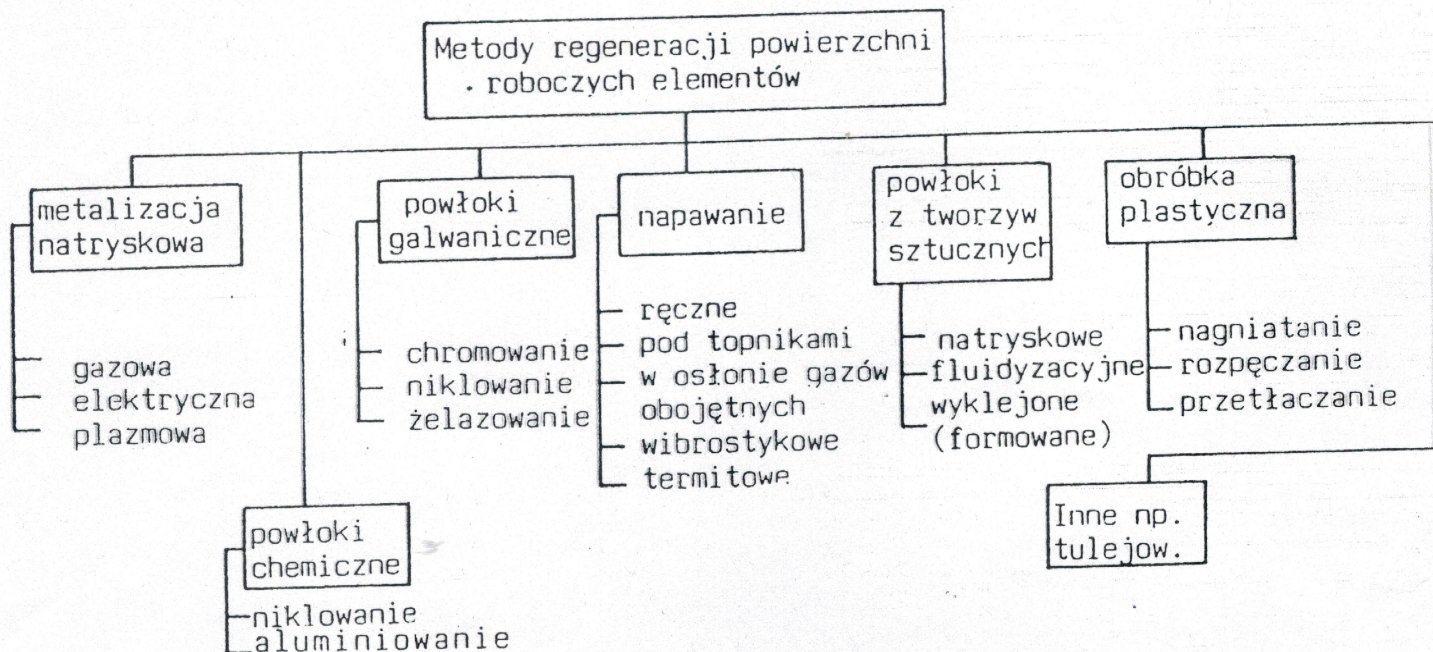 Metody regeneracji powierzchni
roboczych elementów
metalizacja
natryskowa
gazowa
elektryczna
plazmowa
powłoki
chemiczne
niklowanie
aluminiowanie
powłoki
galwaniczne
chromowanie
niklowanie
żelazowanie
napawanie
ręczne
pod topnikami
w osłonie gazów
obojętnych
wibrostykowe
termitowe
powłoki
z tworzyw
sztucznych
natryskowe
fluidyzacyjne
wyklejone
(formowane)
obróbka
plastyczna
nagniatanie
rozpęczanie
przetłaczanie
Inne np.
tulejow.